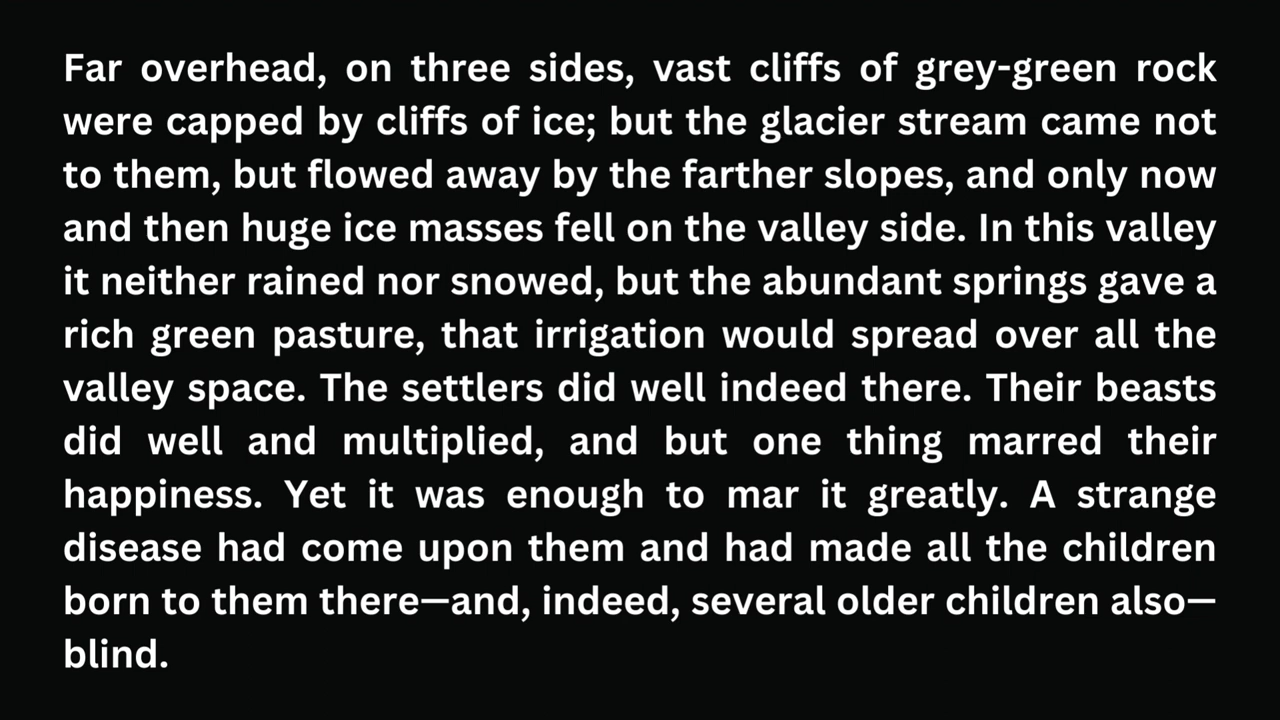 Far overhead, on three sides, vast cliffs of grey-green rock
were capped by cliffs of ice; but the glacier stream came not
to them, but flowed away by the farther slopes, and only now
and then huge ice masses fell on the valley side. In this valley
it neither rained nor snowed, but the abundant springs gave a
rich green pasture, that irrigation would spread over all the
valley space. The settlers did well indeed there. Their beasts
did well and multiplied, and but one thing marred their
happiness. Yet it was enough to mar it greatly. A strange
disease had come upon them and had made all the children
born to them there—and, indeed, several older children also—
blind.